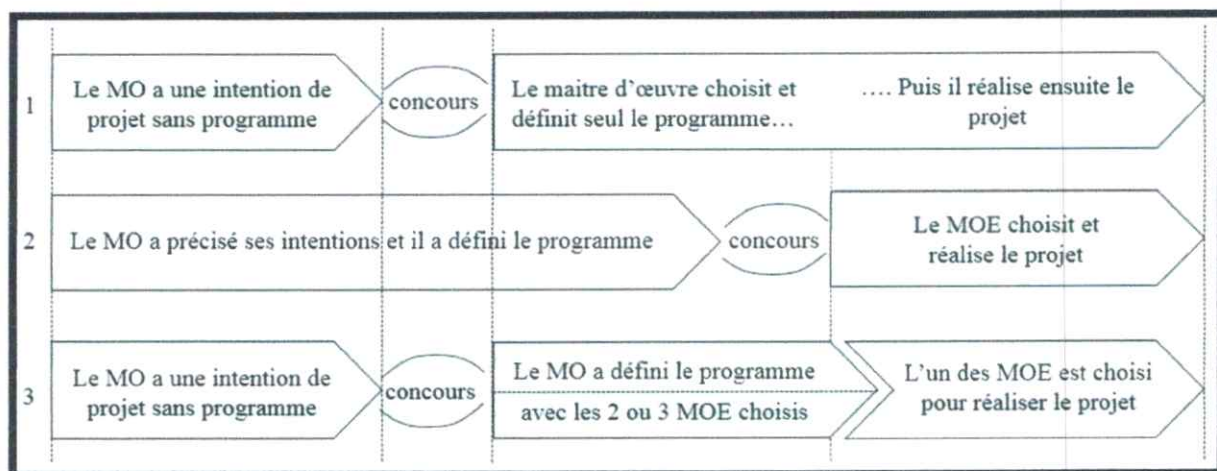 1
Le MO a une intention de
projet sans programme
concours
Le maitre d'œuvre choisit et
définit seul le programme…
…. Puis il réalise ensuite le
projet
2
Le MO a précisé ses intentions et il a défini le programme
concours
Le MOE choisit et
réalise le projet
3
Le MO a une intention de
projet sans programme
concours
Le MO a défini le programme
avec les 2 ou 3 MOE choisis
L'un des MOE est choisi
pour réaliser le projet